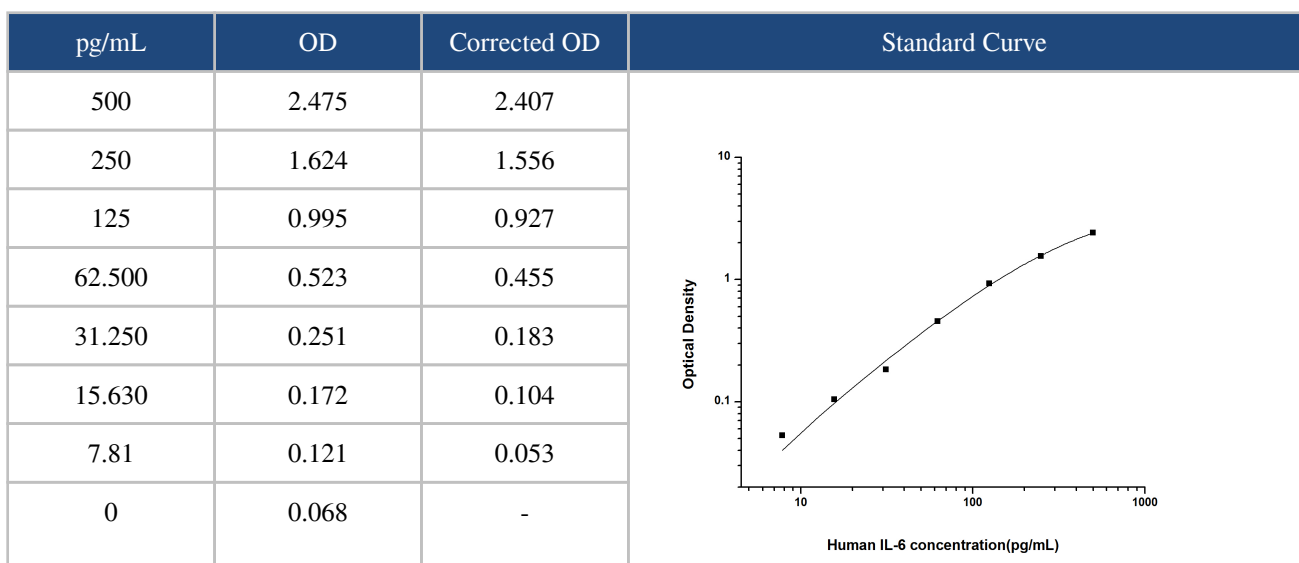 pg/mL OD Corrected OD Standard Curve
500 2.475 2.407
250 1.624 1.556
125 0.995 0.927
62.500 0.523 0.455
31.250 0.251 0.183
15.630 0.172 0.104
7.81 0.121 0.053
0 0.068 -
10
1
0.1
Optical Density
10 100 1000
Human IL-6 concentration(pg/mL)